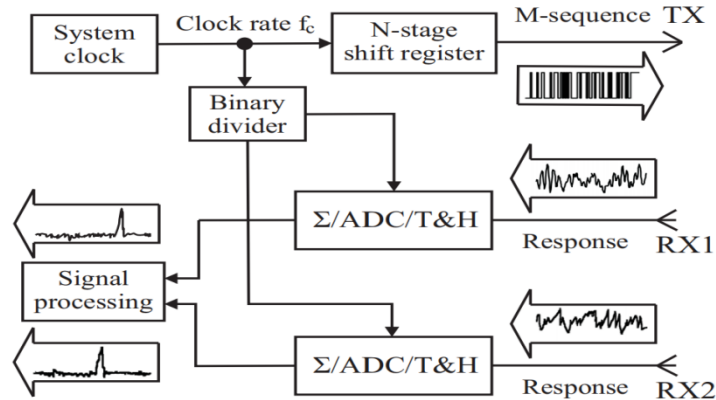 System
clock
Clock rate fc
N-stage
shift register
M-sequence TX
Binary
divider
Σ/ADC/T&H
Response
RX1
Signal
processing
Σ/ADC/T&H
Response
RX2